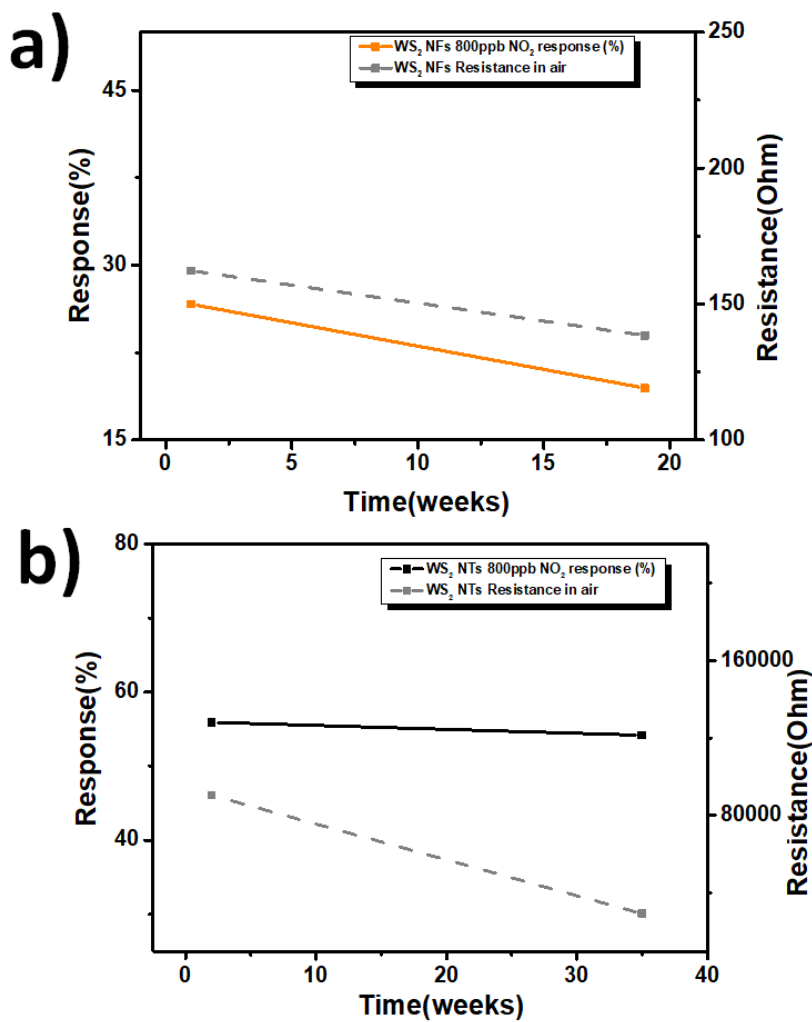 a)
WS₂ NFs 800ppb NO₂ response (%)
WS₂ NFs Resistance in air
Response(%)
45
30
15
250
200
150
100
Resistance(Ohm)
0 5 10 15 20
Time(weeks)
b)
WS₂ NTs 800ppb NO₂ response (%)
WS₂ NTs Resistance in air
Response(%)
80
60
40
160000
80000
Resistance(Ohm)
0 10 20 30 40
Time(weeks)